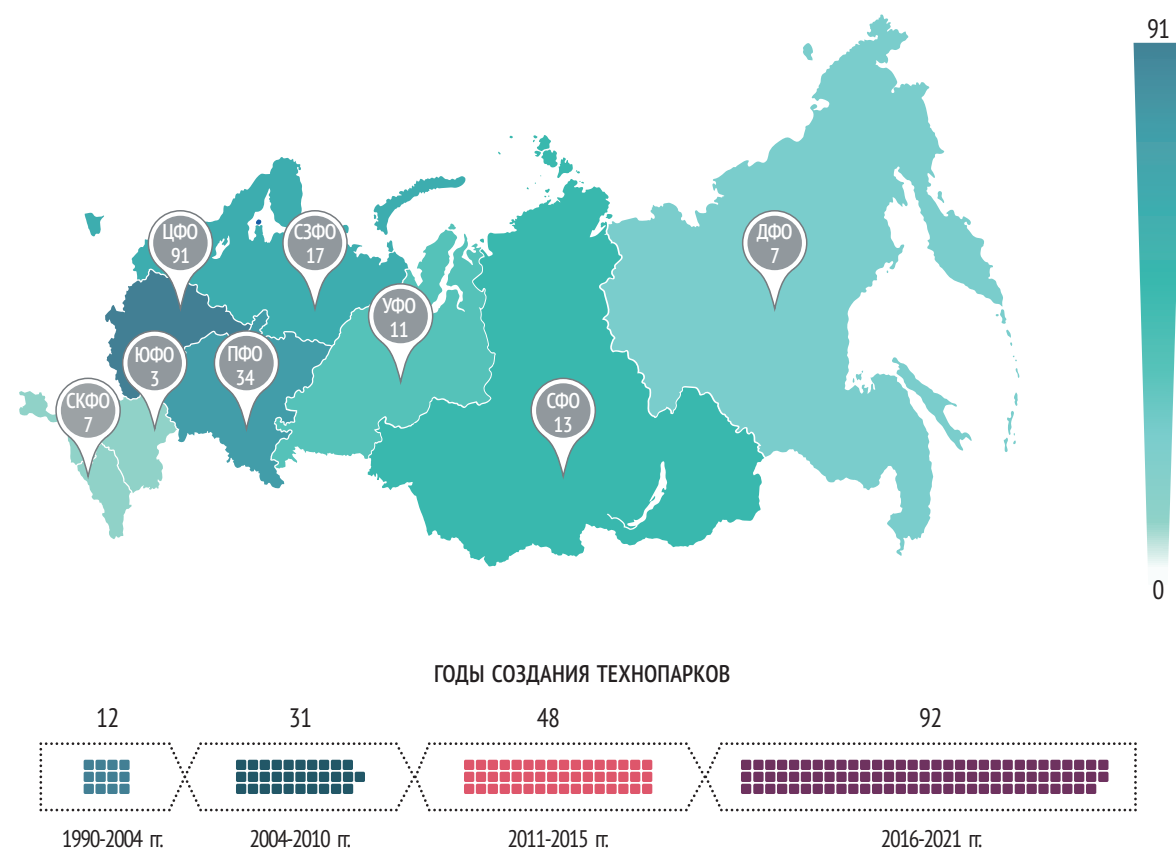 91
ЦФО
91
СЗФО
17
ДФО
7
УФО
11
ЮФО
3
ПФО
34
СКФО
7
СФО
13
0
ГОДЫ СОЗДАНИЯ ТЕХНОПАРКОВ
12
31
48
92
1990-2004 гг.
2004-2010 гг.
2011-2015 гг.
2016-2021 гг.